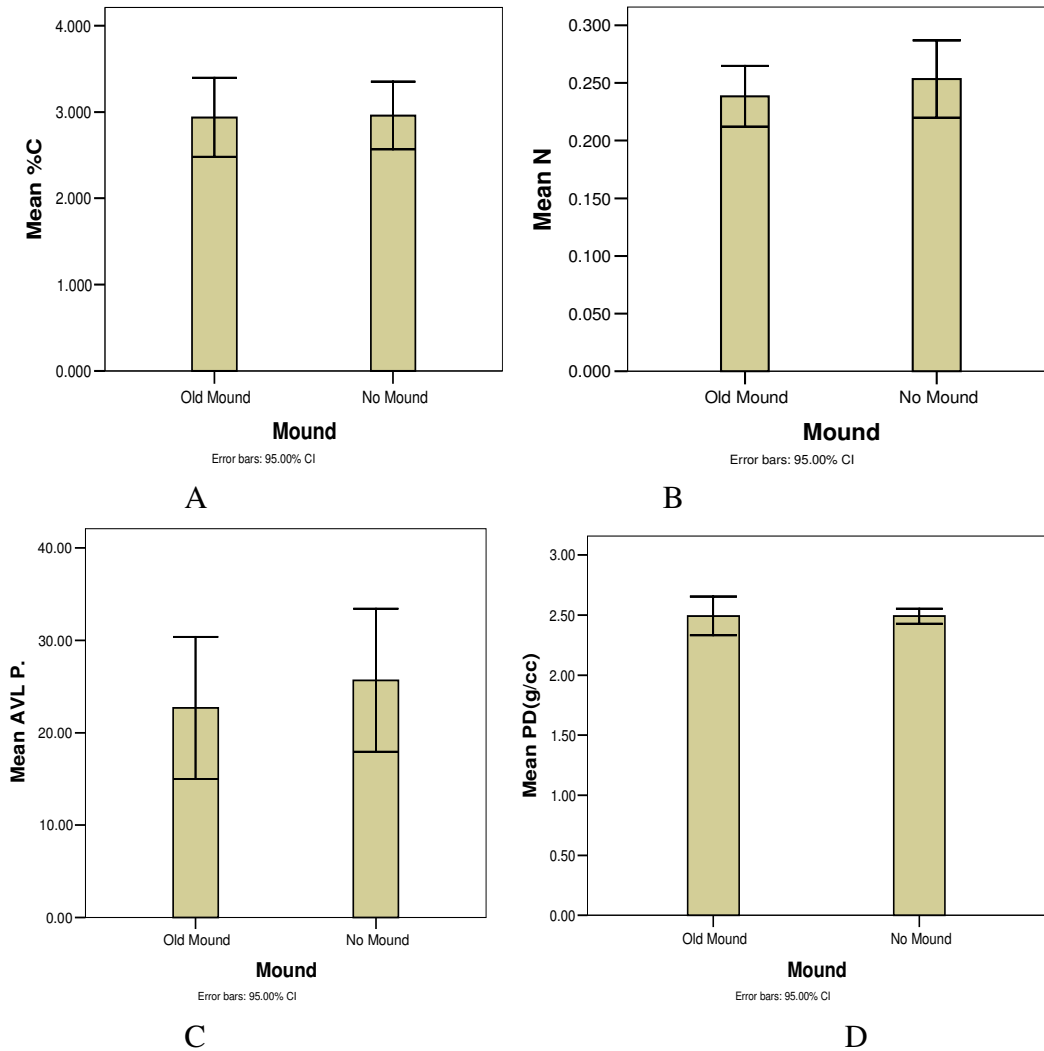 4.000
3.000
2.000
1.000
0.000
Mean %C
Old Mound No Mound
Mound
Error bars: 95.00% CI
A
0.300
0.250
0.200
0.150
0.100
0.050
0.000
Mean N
Old Mound No Mound
Mound
Error bars: 95.00% CI
B
40.00
30.00
20.00
10.00
0.00
Mean AVL P.
Old Mound No Mound
Mound
Error bars: 95.00% CI
C
3.00
2.50
2.00
1.50
1.00
0.50
0.00
Mean PD(g/cc)
Old Mound No Mound
Mound
Error bars: 95.00% CI
D